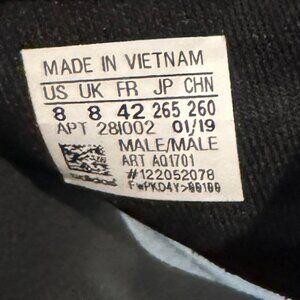 MADE IN VIETNAM
US UK FR JP CHN
8 8 42 265 260
APT 281002 01/19
MALE/MALE
ART AQ1701
#122052078